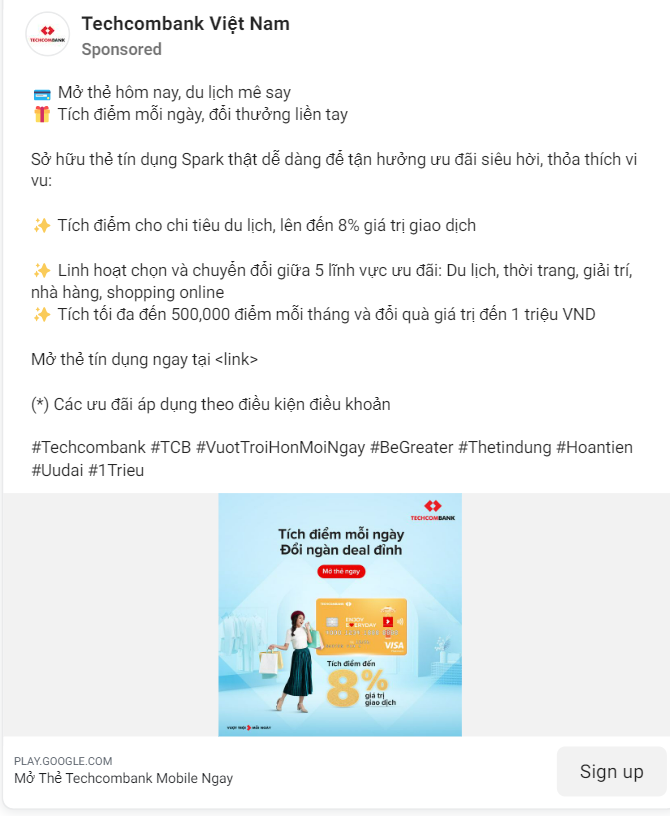 Techcombank Việt Nam
Sponsored
Mở thẻ hôm nay, du lịch mê say
Tích điểm mỗi ngày, đổi thưởng liền tay
Sở hữu thẻ tín dụng Spark thật dễ dàng để tận hưởng ưu đãi siêu hời, thỏa thích vi
vu:
Tích điểm cho chi tiêu du lịch, lên đến 8% giá trị giao dịch
Linh hoạt chọn và chuyển đổi giữa 5 lĩnh vực ưu đãi: Du lịch, thời trang, giải trí,
nhà hàng, shopping online
Tích tối đa đến 500,000 điểm mỗi tháng và đổi quà giá trị đến 1 triệu VND
Mở thẻ tín dụng ngay tại <link>
(*) Các ưu đãi áp dụng theo điều kiện điều khoản
#Techcombank #TCB #VuotTroiHonMoiNgay #BeGreater #Thetindung #Hoantien
#Uudai #1Trieu
TECHCOMBANK
Tích điểm mỗi ngày
Đổi ngàn deal đỉnh
Mở thẻ ngay
TECHCOMBANK
ENJOY
EVERYDAY
VISA
Tích điểm đến
8%
giá trị
giao dịch
VƯỢT TRỘI MỖI NGÀY
PLAY.GOOGLE.COM
Mở Thẻ Techcombank Mobile Ngay
Sign up